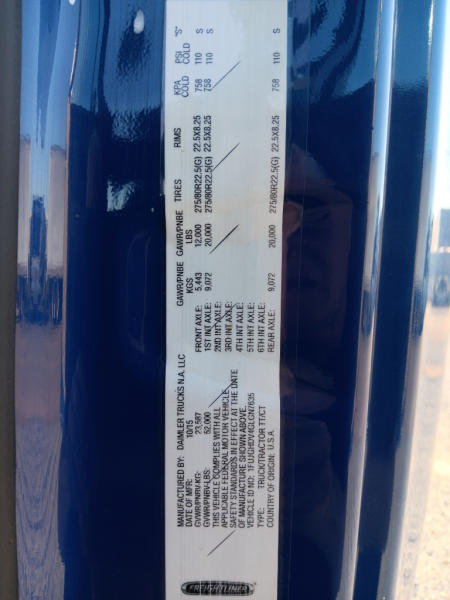 FREIGHTLINER
MANUFACTURED BY: DAIMLER TRUCKS N.A. LLC
DATE OF MFR: 10/15
GVWR/PNBV-KG: 23,587
GVWR/PNBV-LBS: 52,000
THIS VEHICLE COMPLIES WITH ALL
APPLICABLE FEDERAL MOTOR VEHICLE
SAFETY STANDARDS IN EFFECT AT THE DATE
OF MANUFACTURE SHOWN ABOVE.
VEHICLE ID NO: 1FUJGHDV4GLGN7635
TYPE: TRUCK/TRACTOR TT/CT
COUNTRY OF ORIGIN: U.S.A.
GAWR/PNBE KGS GAWR/PNBE LBS TIRES RIMS KPA COLD PSI COLD "S"
FRONT AXLE: 5,443 12,000 275/80R22.5(G) 22.5X8.25 758 110 S
1ST INT AXLE: 9,072 20,000 275/80R22.5(G) 22.5X8.25 758 110 S
2ND INT AXLE:
3RD INT AXLE:
4TH INT AXLE:
5TH INT AXLE:
6TH INT AXLE:
REAR AXLE: 9,072 20,000 275/80R22.5(G) 22.5X8.25 758 110 S